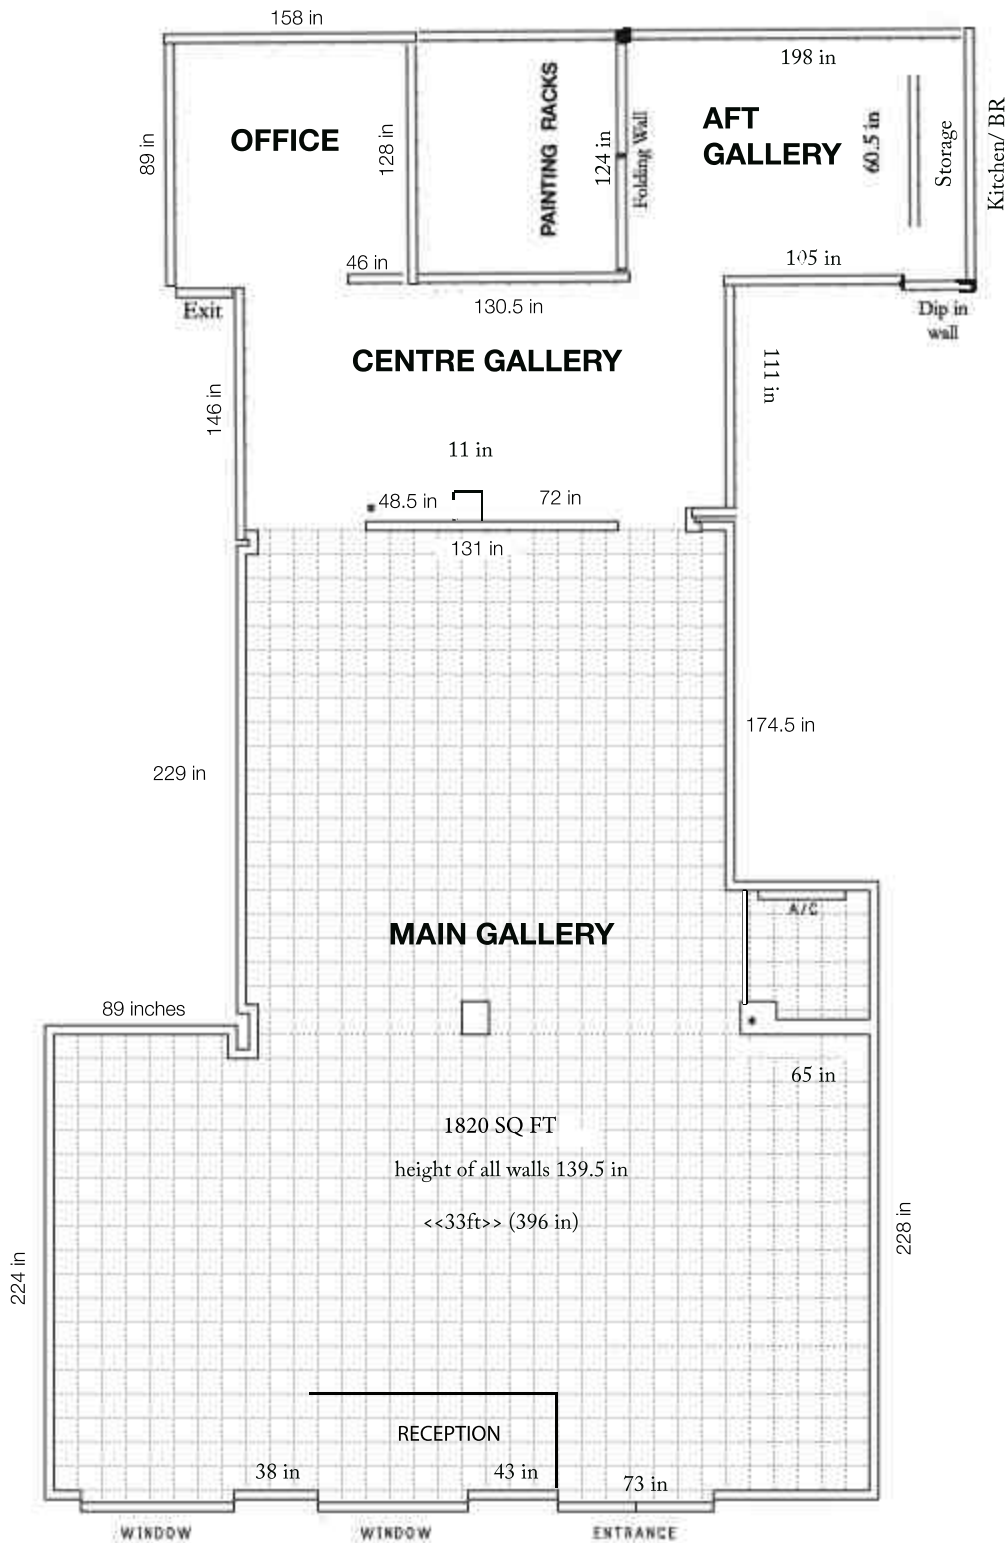 158 in
198 in
OFFICE
89 in
128 in
PAINTING RACKS
124 in
Folding Wall
AFT
GALLERY
60.5 in
Storage
Kitchen/ BR
46 in
105 in
130.5 in
Exit
Dip in
wall
CENTRE GALLERY
146 in
111 in
11 in
48.5 in
72 in
131 in
174.5 in
229 in
A/C
MAIN GALLERY
89 inches
65 in
1820 SQ FT
height of all walls 139.5 in
<<33ft>> (396 in)
228 in
224 in
RECEPTION
38 in
43 in
73 in
WINDOW
WINDOW
ENTRANCE